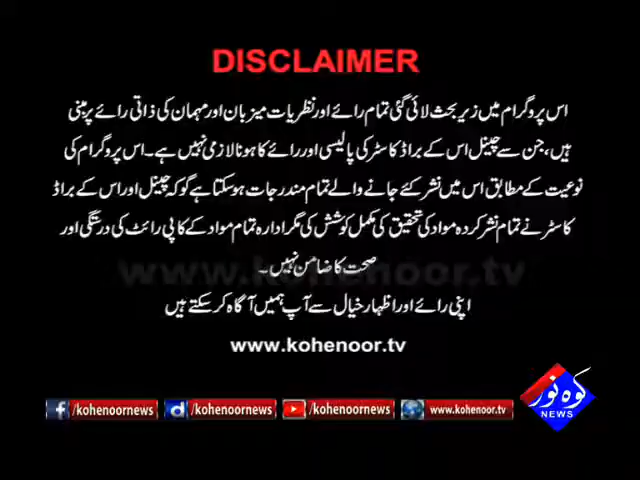 DISCLAIMER
اس پروگرام میں زیر بحث لائی گئی تمام رائے اور نظریات میزبان اور مہمان کی ذاتی رائے پر مبنی
ہیں، جن سے چینل اس کے براڈ کاسٹر کی پالیسی اور رائے کا ہونا لازمی نہیں ہے۔ اس پروگرام کی
نوعیت کے مطابق اس میں نشر کئے جانے والے تمام مندرجات ہو سکتا ہے گو کہ چینل اور اس کے براڈ
کاسٹر نے تمام نشر کردہ مواد کی تحقیق کی مکمل کوشش کی مگر ادارہ تمام مواد کے کاپی رائٹ کی درستگی اور
صحت کا ضامن نہیں۔
www.kohenoor.tv
اپنی رائے اور اظہار خیال سے آپ ہمیں آگاہ کر سکتے ہیں
www.kohenoor.tv
/kohenoornews
/kohenoornews
/kohenoornews
www.kohenoor.tv
کوہ نور
NEWS